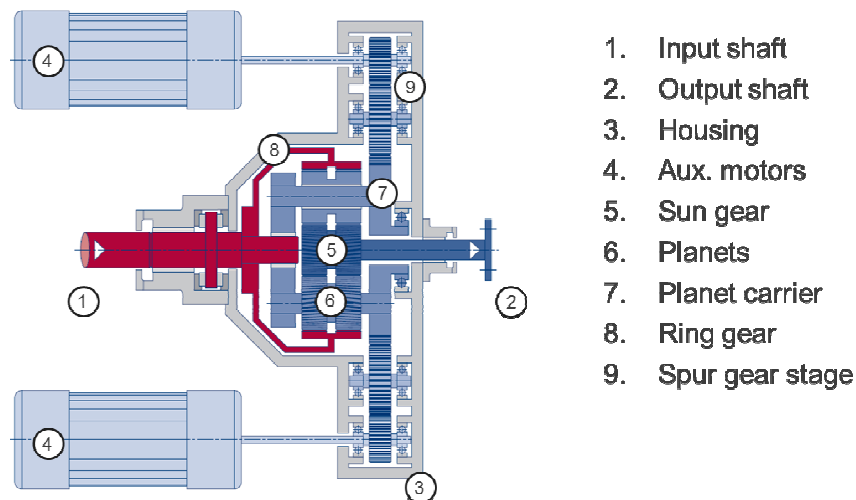 4
9
8
7
5
6
1
2
4
3
1. Input shaft
2. Output shaft
3. Housing
4. Aux. motors
5. Sun gear
6. Planets
7. Planet carrier
8. Ring gear
9. Spur gear stage